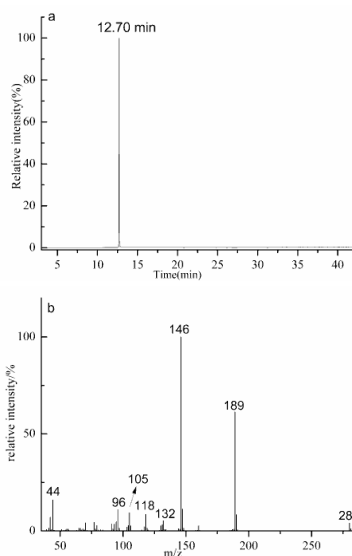 a
12.70 min
100
80
60
40
20
0
Relative intensity(%)
5 10 15 20 25 30 35 40
Time(min)
b
146
100
189
50
105
44
96
118
132
28
0
relative intensity/%
50 100 150 200 250
m/z